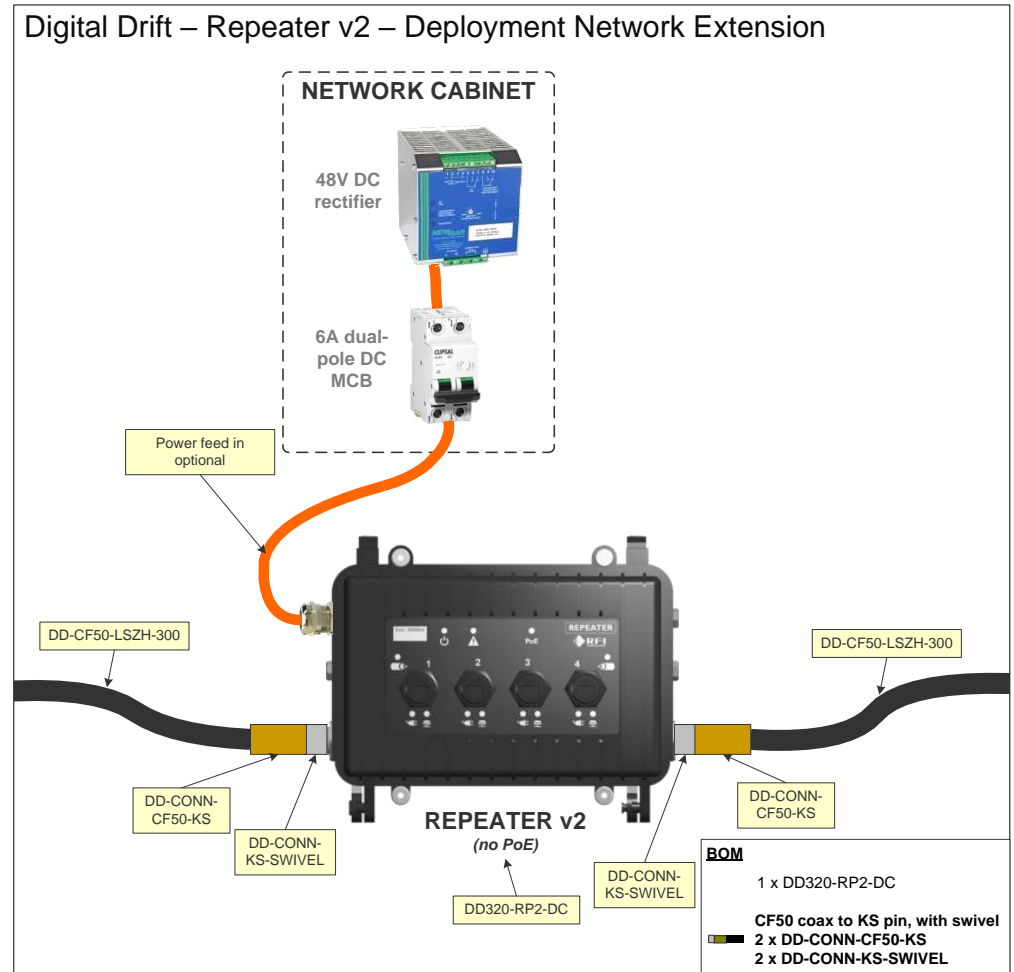 Digital Drift – Repeater v2 – Deployment Network Extension
NETWORK CABINET
48V DC
rectifier
6A dual-
pole DC
MCB
CLIPSAL
Power feed in
optional
DD-CF50-LSZH-300
DD-CF50-LSZH-300
REPEATER
RFI
PoE
1
2
3
4
DD-CONN-
CF50-KS
DD-CONN-
KS-SWIVEL
REPEATER v2
(no PoE)
DD320-RP2-DC
DD-CONN-
KS-SWIVEL
DD-CONN-
CF50-KS
BOM
1 x DD320-RP2-DC
CF50 coax to KS pin, with swivel
2 x DD-CONN-CF50-KS
2 x DD-CONN-KS-SWIVEL